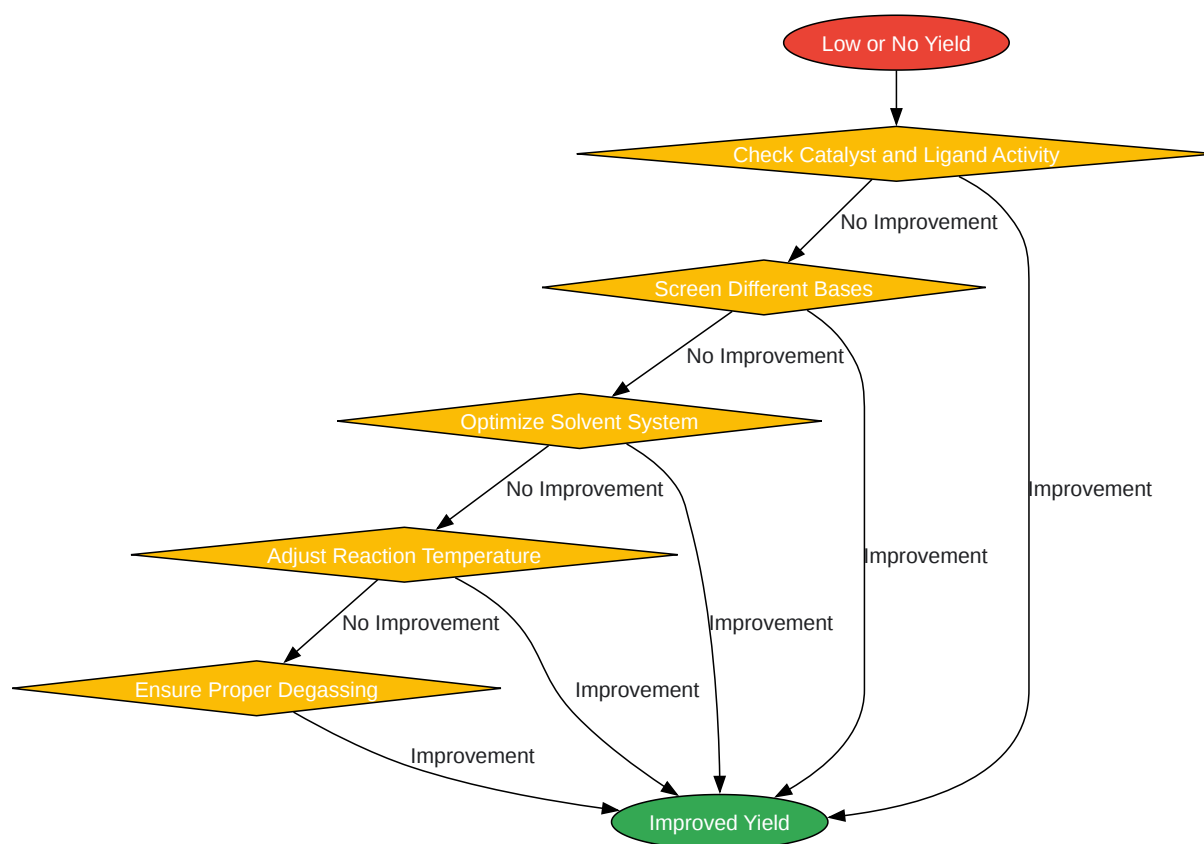 Low or No Yield
Check Catalyst and Ligand Activity
No Improvement
Screen Different Bases
No Improvement
Optimize Solvent System
No Improvement
Improvement
Adjust Reaction Temperature
Improvement
No Improvement
Improvement
Ensure Proper Degassing
Improvement
Improvement
Improved Yield